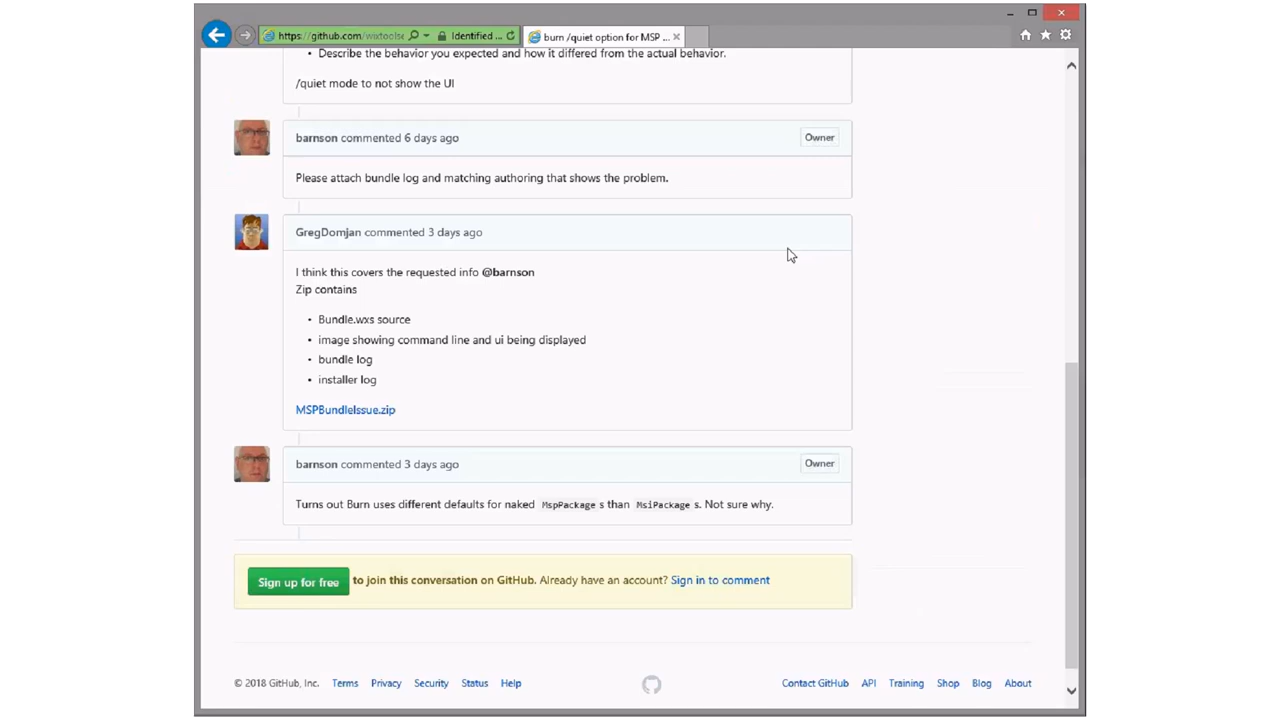 https://github.com/wixtoolse
Identified ...
burn /quiet option for MSP ...
• Describe the behavior you expected and how it differed from the actual behavior.
/quiet mode to not show the UI
barnson commented 6 days ago
Owner
Please attach bundle log and matching authoring that shows the problem.
GregDomjan commented 3 days ago
I think this covers the requested info @barnson
Zip contains
• Bundle.wxs source
• image showing command line and ui being displayed
• bundle log
• installer log
MSPBundleIssue.zip
barnson commented 3 days ago
Owner
Turns out Burn uses different defaults for naked MspPackage s than MsiPackage s. Not sure why.
Sign up for free to join this conversation on GitHub. Already have an account? Sign in to comment
© 2018 GitHub, Inc. Terms Privacy Security Status Help
Contact GitHub API Training Shop Blog About